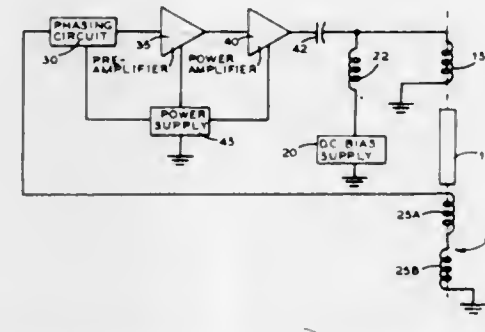 PHASING
CIRCUIT
30
35
40
42
PRE-
AMPLIFIER
POWER
AMPLIFIER
22
15
POWER
SUPPLY
45
20
DC BIAS
SUPPLY
25A
25B